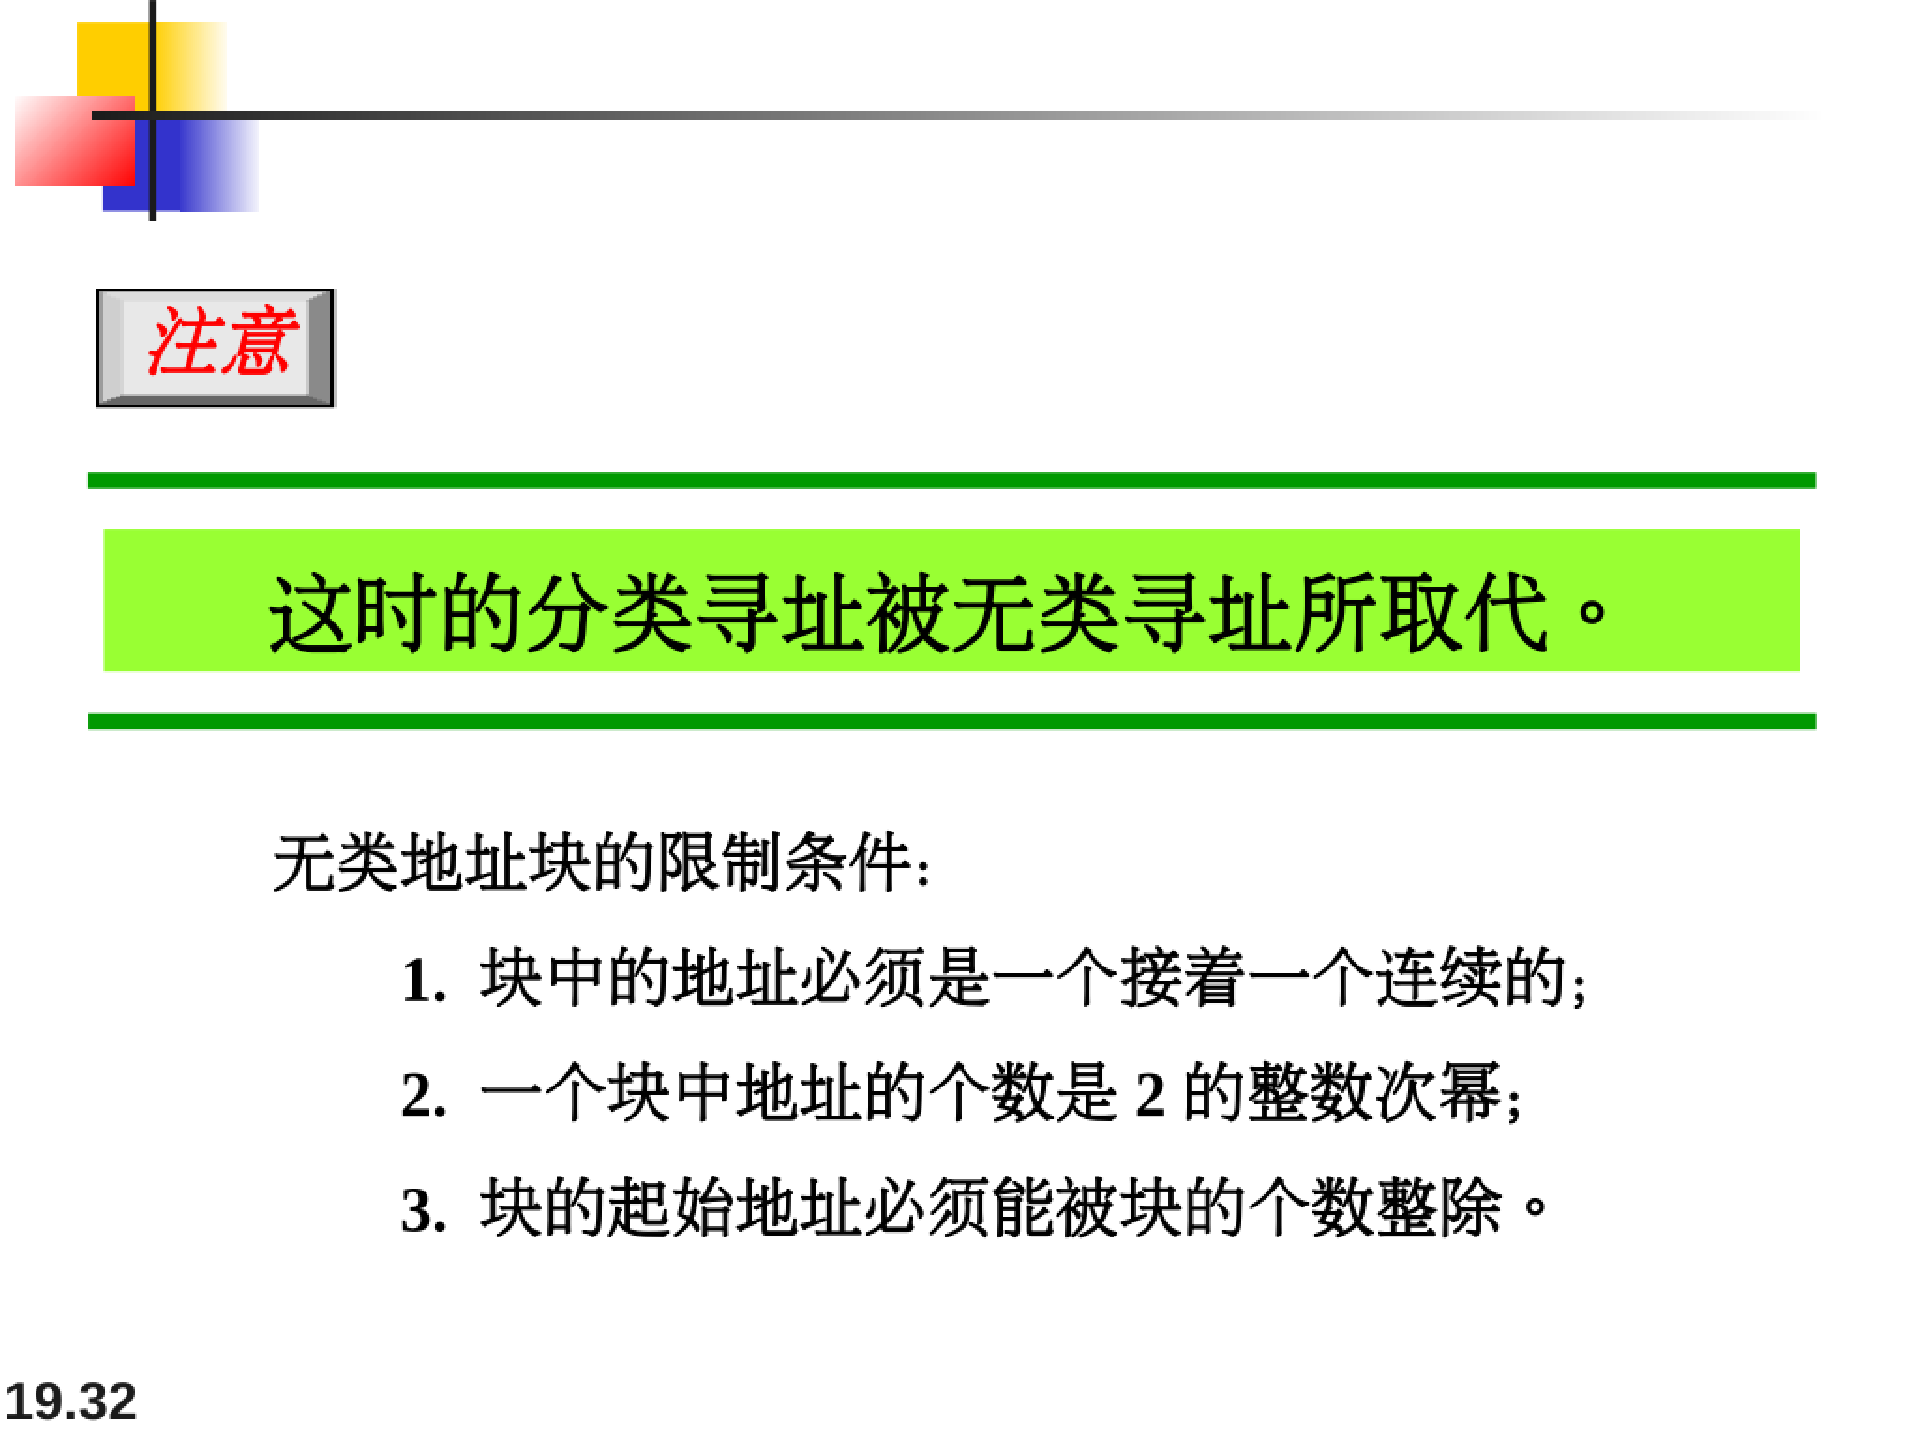 注意
这时的分类寻址被无类寻址所取代。
无类地址块的限制条件：
1. 块中的地址必须是一个接着一个连续的；
2. 一个块中地址的个数是 2 的整数次幂；
3. 块的起始地址必须能被块的个数整除。
19.32